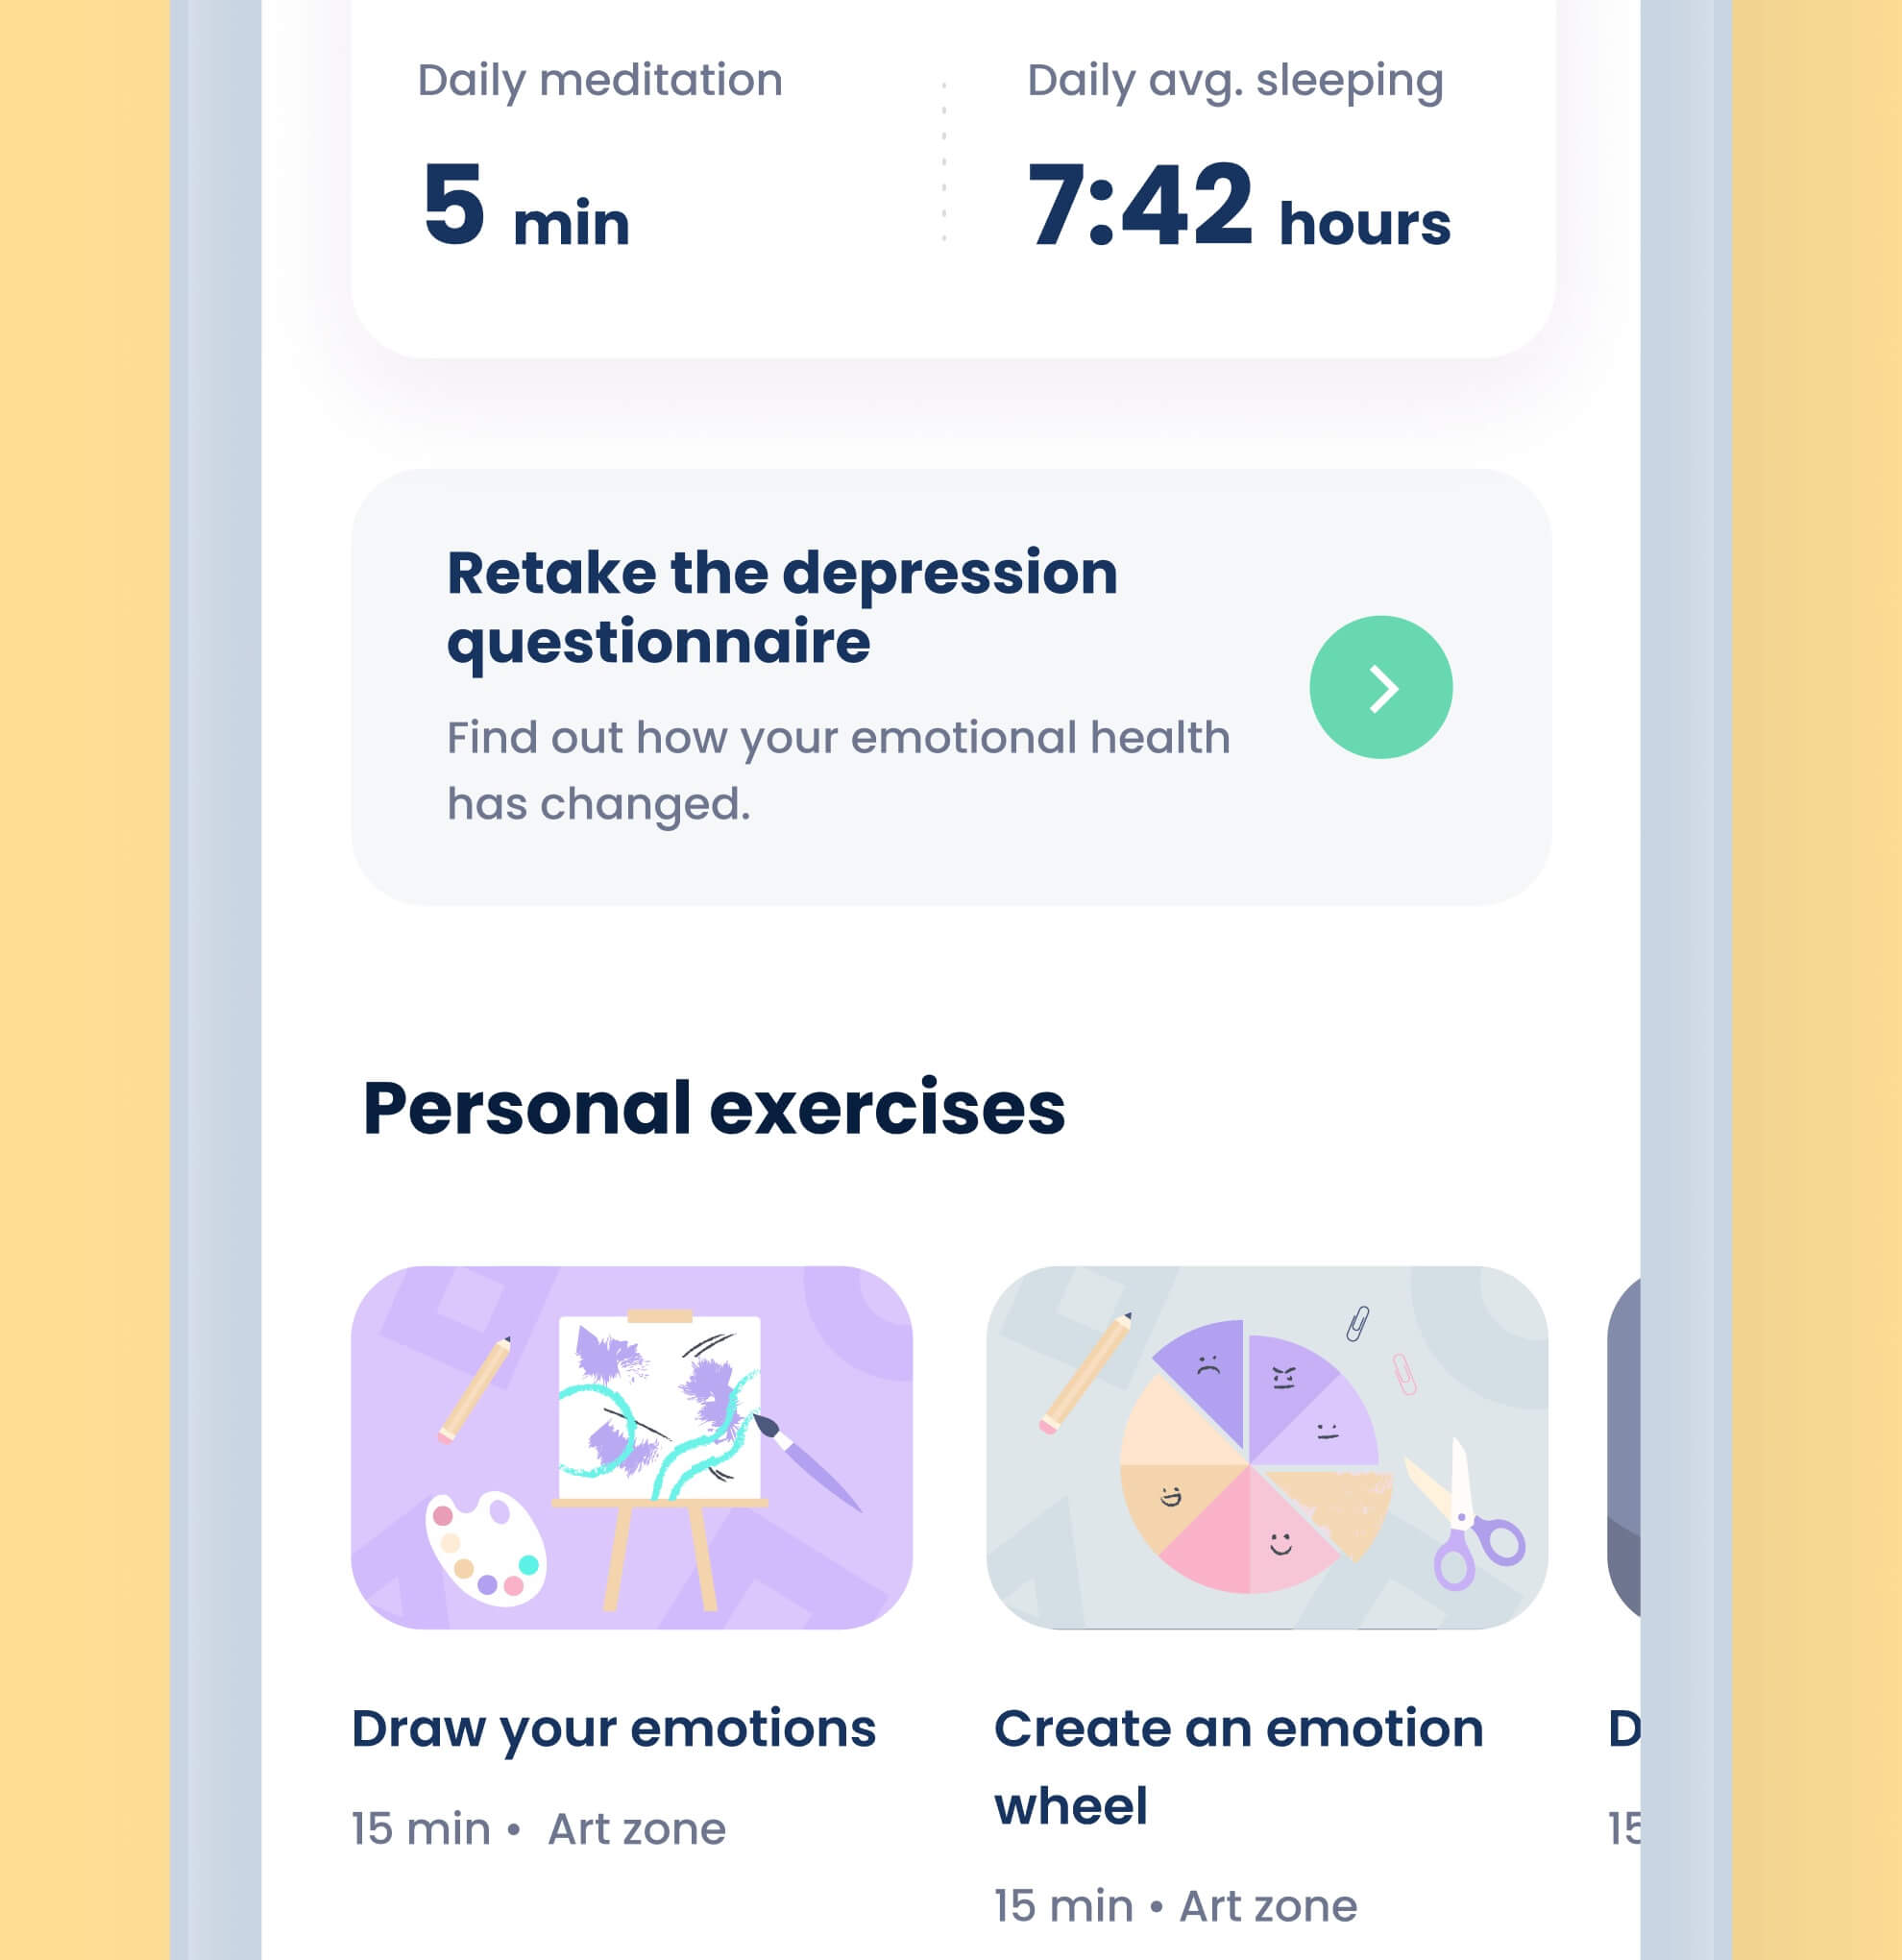 Daily meditation
5 min
Daily avg. sleeping
7:42 hours
Retake the depression
questionnaire
Find out how your emotional health
has changed.
Personal exercises
Draw your emotions
15 min • Art zone
Create an emotion
wheel
15 min • Art zone
D
15